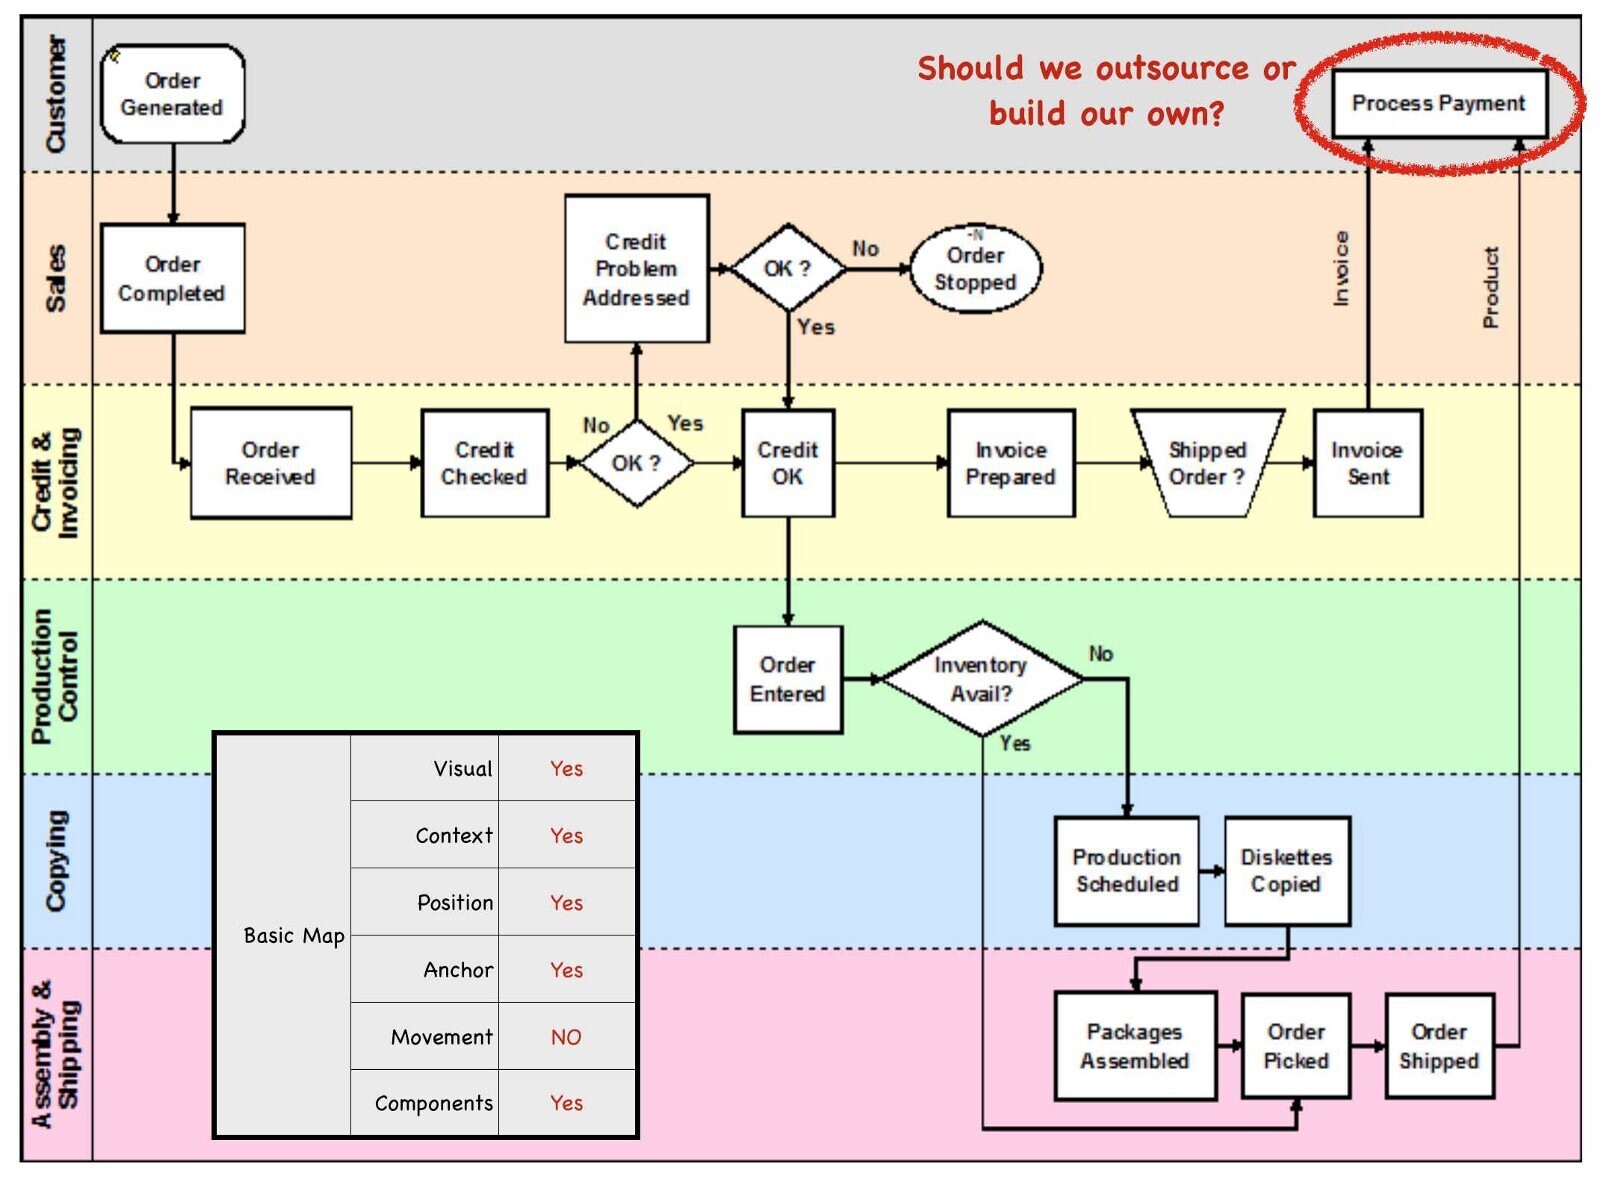 Customer
Order
Generated
Should we outsource or
build our own?
Process Payment
Sales
Order
Completed
Credit
Problem
Addressed
OK ?
No
Yes
-N
Order
Stopped
Invoice
Product
Credit &
Invoicing
Order
Received
Credit
Checked
No
OK ?
Yes
Credit
OK
Invoice
Prepared
Shipped
Order ?
Invoice
Sent
Production
Control
Order
Entered
Inventory
Avail?
No
Yes
Copying
Production
Scheduled
Diskettes
Copied
Assembly &
Shipping
Packages
Assembled
Order
Picked
Order
Shipped
Basic Map
Visual Yes
Context Yes
Position Yes
Anchor Yes
Movement NO
Components Yes